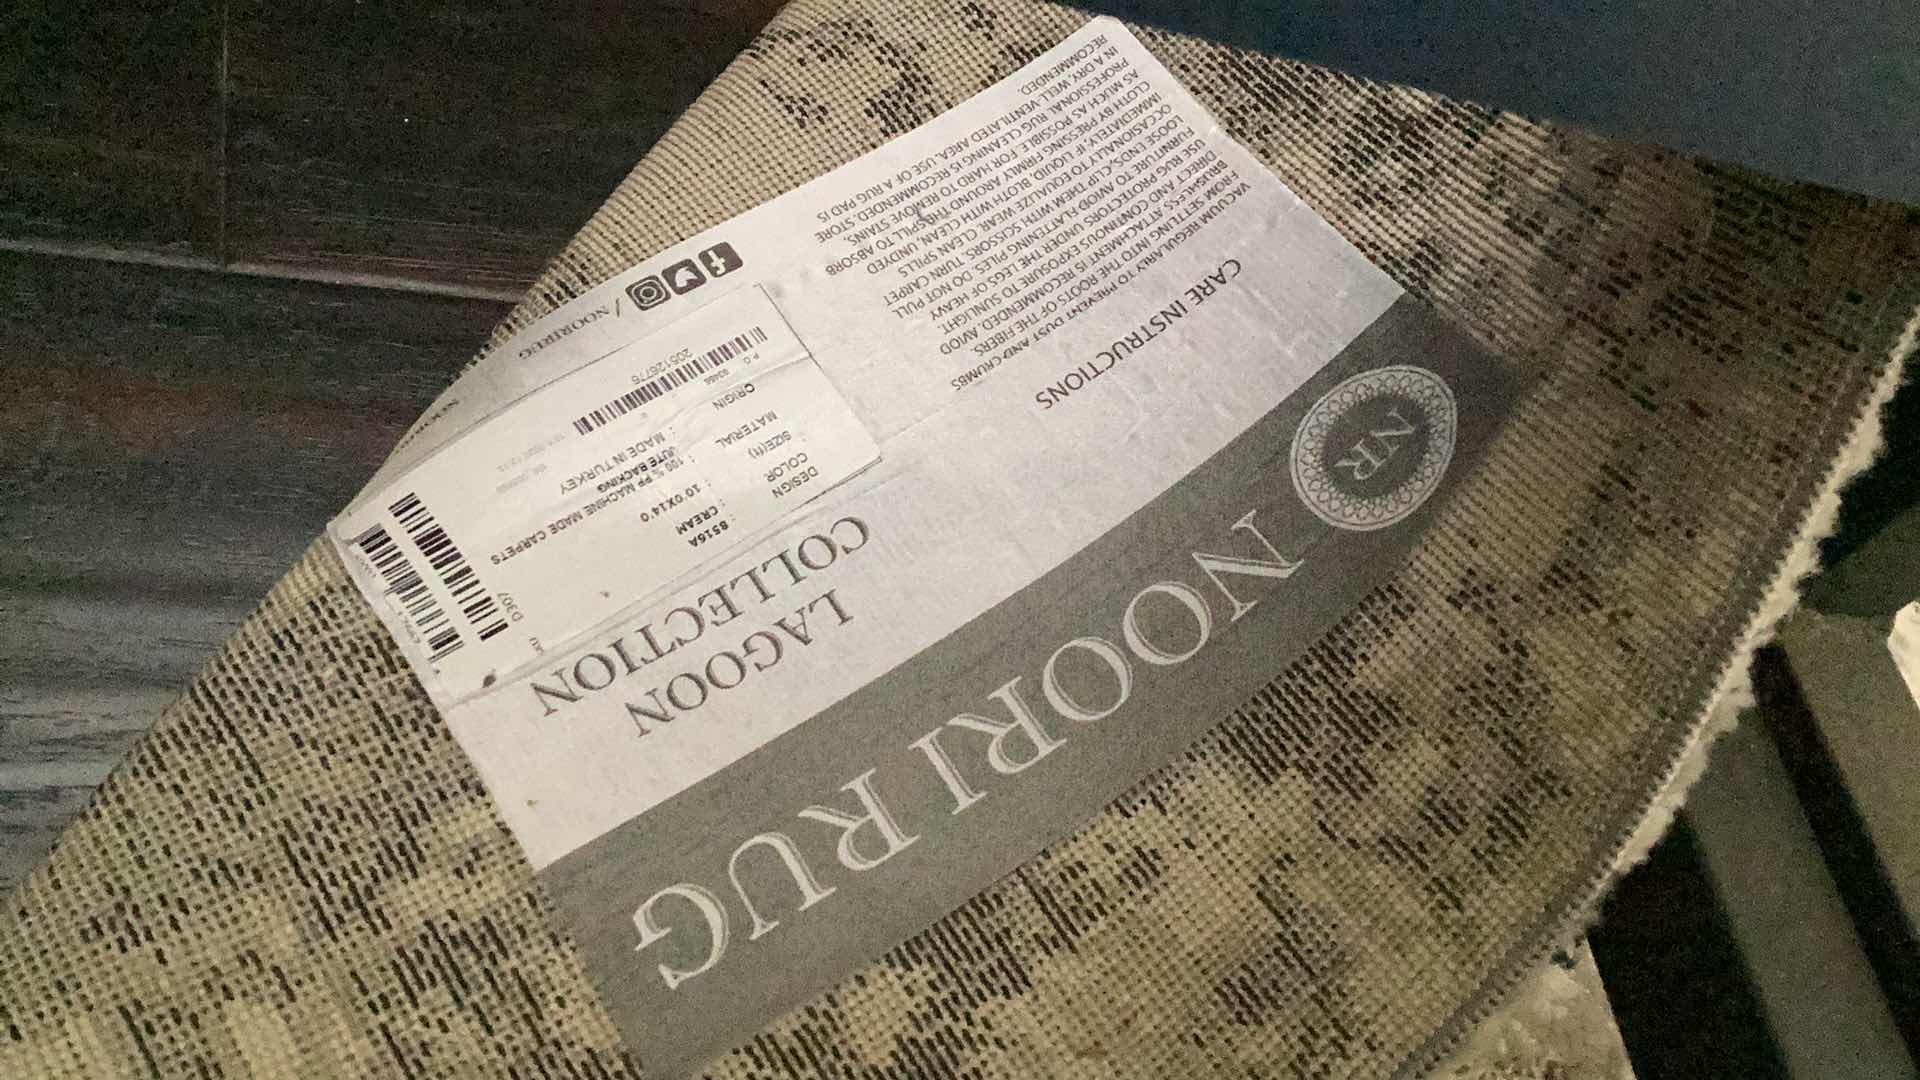 NR
NOORI RUG
LAGOON
COLLECTION
CARE INSTRUCTIONS
VACUUM REGULARLY TO PREVENT DUST AND CRUMBS
FROM SETTLING INTO THE ROOTS OF THE FIBERS.
BRUSHLESS ATTACHMENT IS RECOMMENDED. AVOID
DIRECT AND CONTINOUS EXPOSURE TO SUNLIGHT.
USE RUG PROTECTORS UNDER THE LEGS OF HEAVY
FURNITURE TO AVOID FLATTENING PILES. DO NOT PULL
LOOSE ENDS, CLIP THEM WITH SCISSORS. TURN CARPET
OCCASIONALLY TO EQUALIZE WEAR. CLEAN SPILLS
IMMEDIATELY. IF LIQUID BLOT WITH CLEAN, UNDYED
CLOTH BY PRESSING FIRMLY AROUND THE SPILL TO ABSORB
AS MUCH AS POSSIBLE. FOR HARD TO REMOVE STAINS,
PROFESSIONAL RUG CLEANING IS RECOMMENDED. STORE
IN A DRY, WELL VENTILATED AREA. USE OF A RUG PAD IS
RECOMMENDED.
DESIGN : 8516A
COLOR : CREAM
SIZE(ft) : 10'0X14'0
MATERIAL : 100 % PP MACHINE MADE CARPETS
JUTE BACKING
ORIGIN : MADE IN TURKEY
205126776
D307
/ NOORIRUG